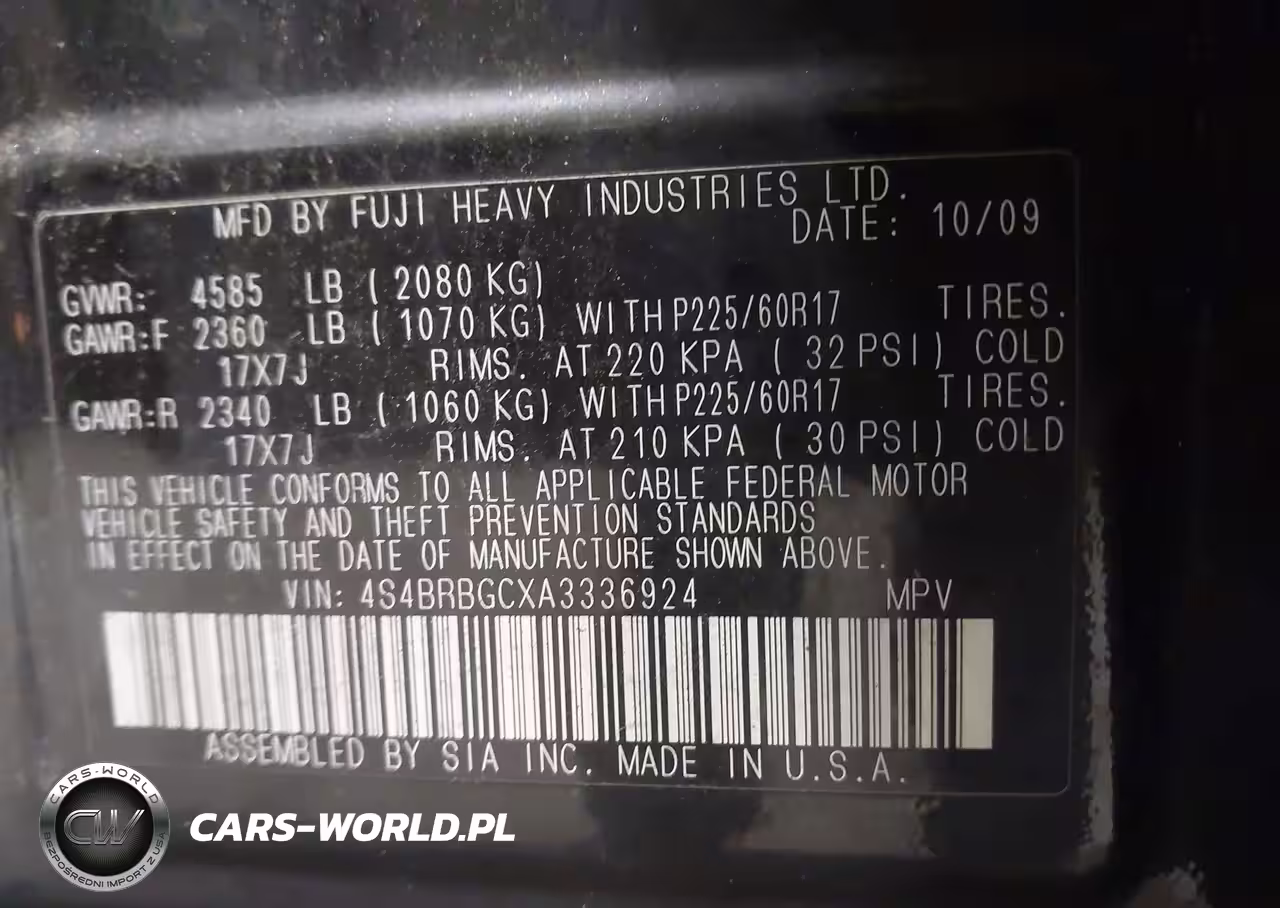 MFD BY FUJI HEAVY INDUSTRIES LTD.
DATE: 10/09
GVWR: 4585 LB ( 2080 KG)
GAWR:F 2360 LB ( 1070 KG) WITH P225/60R17 TIRES.
17X7J RIMS. AT 220 KPA ( 32 PSI) COLD
GAWR:R 2340 LB ( 1060 KG) WITH P225/60R17 TIRES.
17X7J RIMS. AT 210 KPA ( 30 PSI) COLD
THIS VEHICLE CONFORMS TO ALL APPLICABLE FEDERAL MOTOR
VEHICLE SAFETY AND THEFT PREVENTION STANDARDS
IN EFFECT ON THE DATE OF MANUFACTURE SHOWN ABOVE.
VIN: 4S4BRBGCXA3336924 MPV
ASSEMBLED BY SIA INC. MADE IN U.S.A.
CARS-WORLD
CW
BEZPOŚREDNI IMPORT Z USA
CARS-WORLD.PL